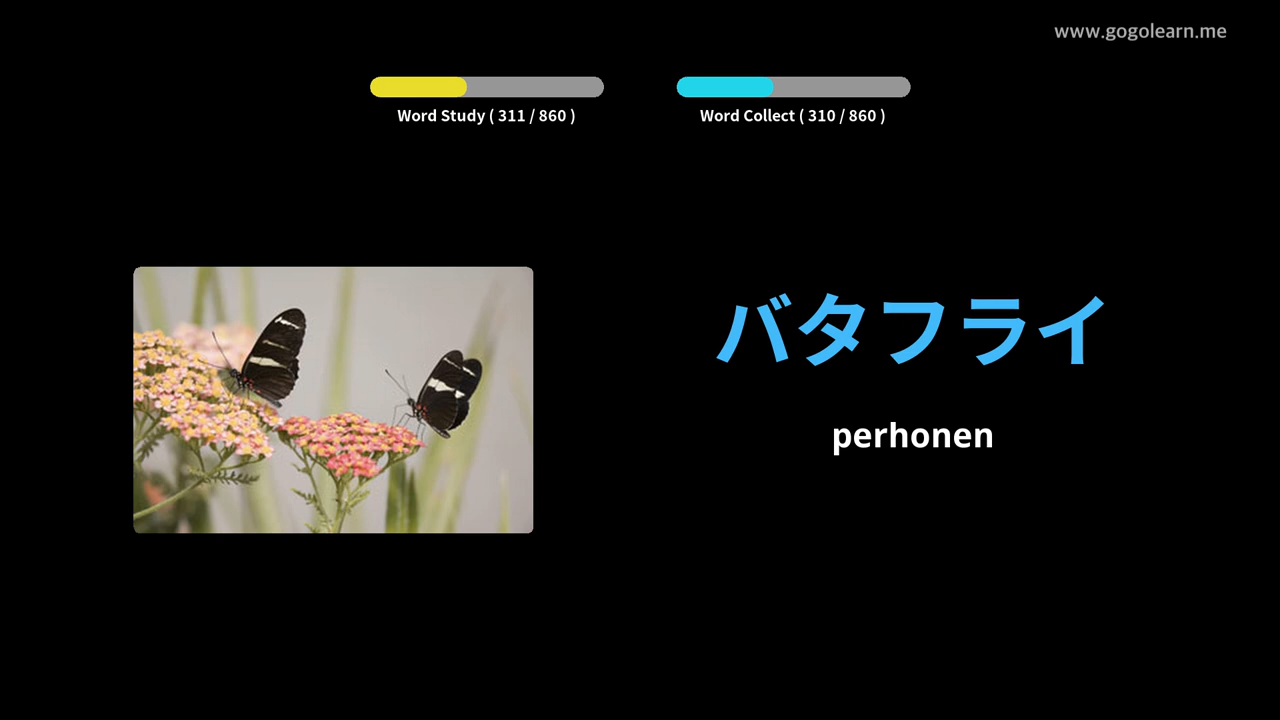 www.gogolearn.me
Word Study ( 311 / 860 )
Word Collect ( 310 / 860 )
バタフライ
perhonen